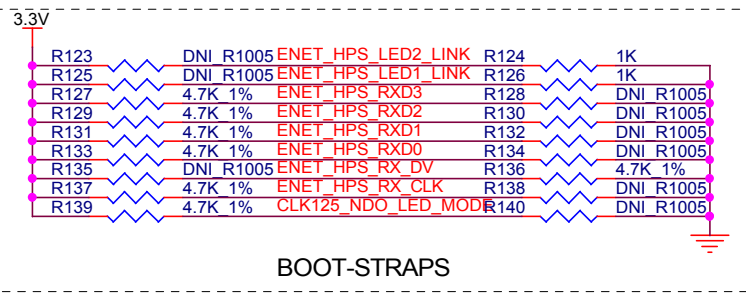 3.3V
R123 DNI_R1005 ENET_HPS_LED2_LINK R124 1K
R125 DNI_R1005 ENET_HPS_LED1_LINK R126 1K
R127 4.7K_1% ENET_HPS_RXD3 R128 DNI_R1005
R129 4.7K_1% ENET_HPS_RXD2 R130 DNI_R1005
R131 4.7K_1% ENET_HPS_RXD1 R132 DNI_R1005
R133 4.7K_1% ENET_HPS_RXD0 R134 DNI_R1005
R135 DNI_R1005 ENET_HPS_RX_DV R136 4.7K_1%
R137 4.7K_1% ENET_HPS_RX_CLK R138 DNI_R1005
R139 4.7K_1% CLK125_NDO_LED_MODE R140 DNI_R1005
BOOT-STRAPS